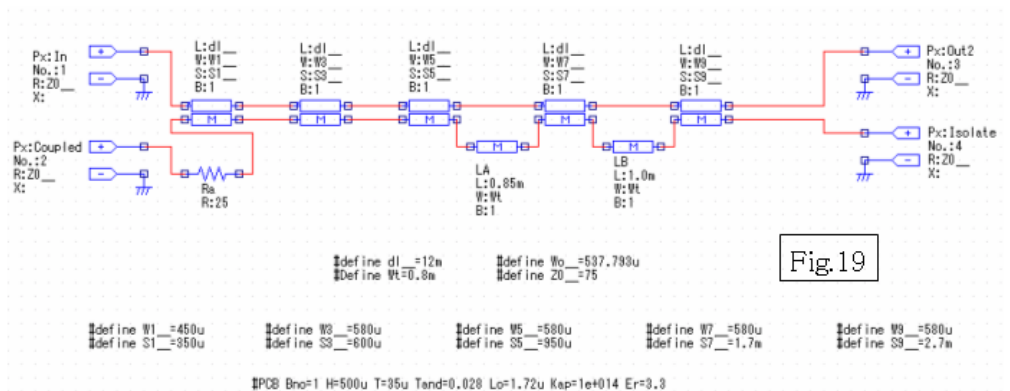 Px:In
No.:1
R:Z0__
X:
L:dl__
W:W1__
S:S1__
B:1
L:dl__
W:W3__
S:S3__
B:1
L:dl__
W:W5__
S:S5__
B:1
L:dl__
W:W7__
S:S7__
B:1
L:dl__
W:W9__
S:S9__
B:1
Px:Out2
No.:3
R:Z0__
X:
M
M
M
M
M
Px:Coupled
No.:2
R:Z0__
X:
Ra
R:25
M
LA
L:0.85m
W:Wt
B:1
M
LB
L:1.0m
W:Wt
B:1
Px:Isolate
No.:4
R:Z0__
X:
#define dl__=12m
#Define Wt=0.8m
#define Wo__=537.793u
#define Z0__=75
Fig.19
#define W1__=450u
#define S1__=350u
#define W3__=580u
#define S3__=600u
#define W5__=580u
#define S5__=950u
#define W7__=580u
#define S7__=1.7m
#define W9__=580u
#define S9__=2.7m
#PCB Bno=1 H=500u T=35u Tand=0.028 Lo=1.72u Kap=1e+014 Er=3.3